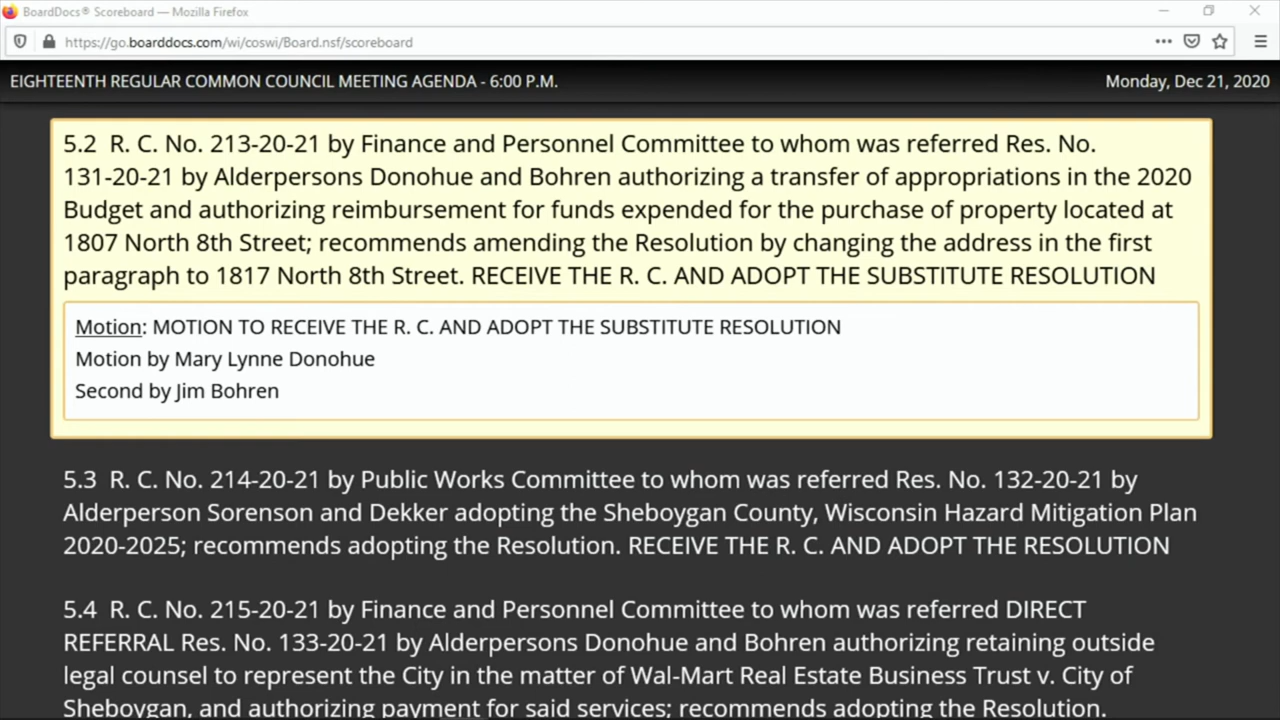 BoardDocs® Scoreboard — Mozilla Firefox
https://go.boarddocs.com/wi/coswi/Board.nsf/scoreboard
EIGHTEENTH REGULAR COMMON COUNCIL MEETING AGENDA - 6:00 P.M.
Monday, Dec 21, 2020
5.2 R. C. No. 213-20-21 by Finance and Personnel Committee to whom was referred Res. No.
131-20-21 by Alderpersons Donohue and Bohren authorizing a transfer of appropriations in the 2020
Budget and authorizing reimbursement for funds expended for the purchase of property located at
1807 North 8th Street; recommends amending the Resolution by changing the address in the first
paragraph to 1817 North 8th Street. RECEIVE THE R. C. AND ADOPT THE SUBSTITUTE RESOLUTION
Motion: MOTION TO RECEIVE THE R. C. AND ADOPT THE SUBSTITUTE RESOLUTION
Motion by Mary Lynne Donohue
Second by Jim Bohren
5.3 R. C. No. 214-20-21 by Public Works Committee to whom was referred Res. No. 132-20-21 by
Alderperson Sorenson and Dekker adopting the Sheboygan County, Wisconsin Hazard Mitigation Plan
2020-2025; recommends adopting the Resolution. RECEIVE THE R. C. AND ADOPT THE RESOLUTION
5.4 R. C. No. 215-20-21 by Finance and Personnel Committee to whom was referred DIRECT
REFERRAL Res. No. 133-20-21 by Alderpersons Donohue and Bohren authorizing retaining outside
legal counsel to represent the City in the matter of Wal-Mart Real Estate Business Trust v. City of
Sheboygan, and authorizing payment for said services; recommends adopting the Resolution.